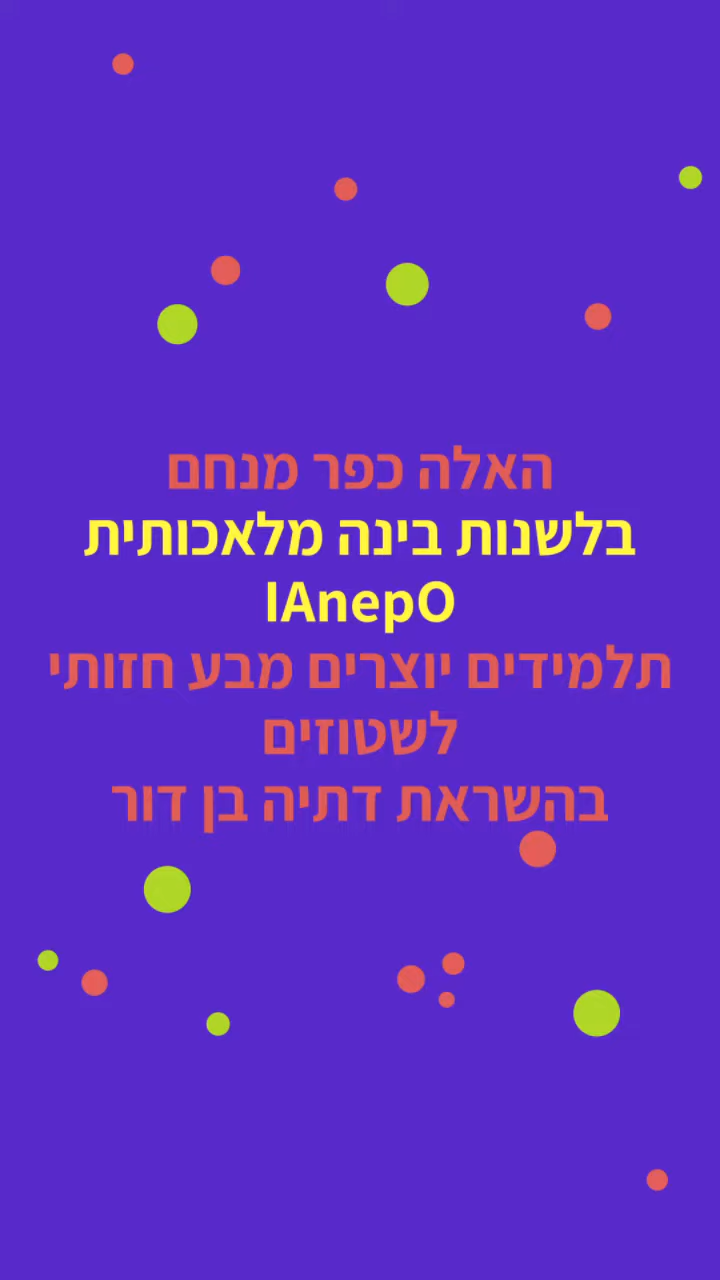 האלה כפר מנחם
בלשנות בינה מלאכותית
IAnepO
תלמידים יוצרים מבע חזותי
לשטוזים
בהשראת דתיה בן דור